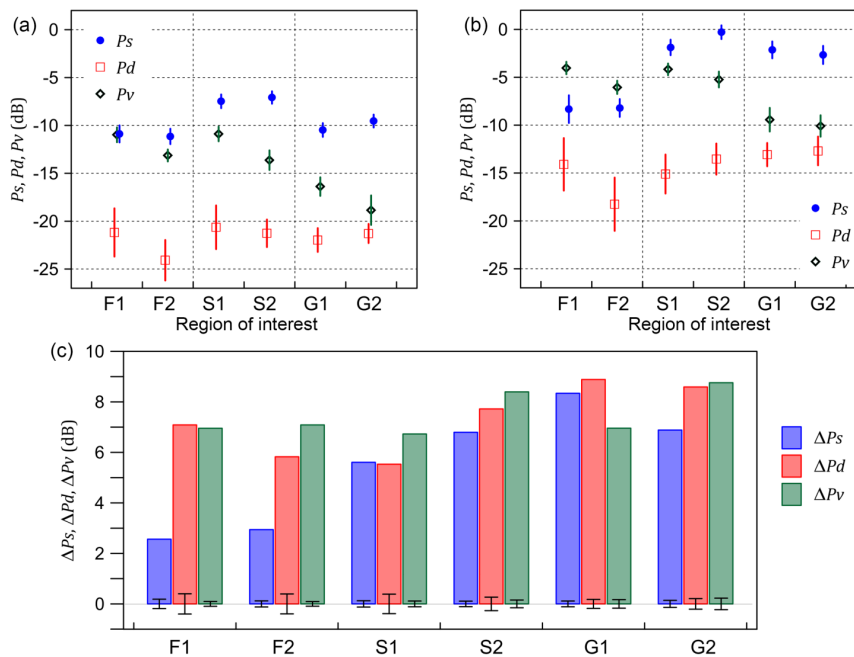 (a)
Ps
Pd
Pv
Ps, Pd, Pv (dB)
0
-5
-10
-15
-20
-25
F1 F2 S1 S2 G1 G2
Region of interest
(b)
Ps, Pd, Pv (dB)
0
-5
-10
-15
-20
-25
Ps
Pd
Pv
F1 F2 S1 S2 G1 G2
Region of interest
(c)
ΔPs, ΔPd, ΔPv (dB)
10
8
6
4
2
0
F1 F2 S1 S2 G1 G2
ΔPs
ΔPd
ΔPv